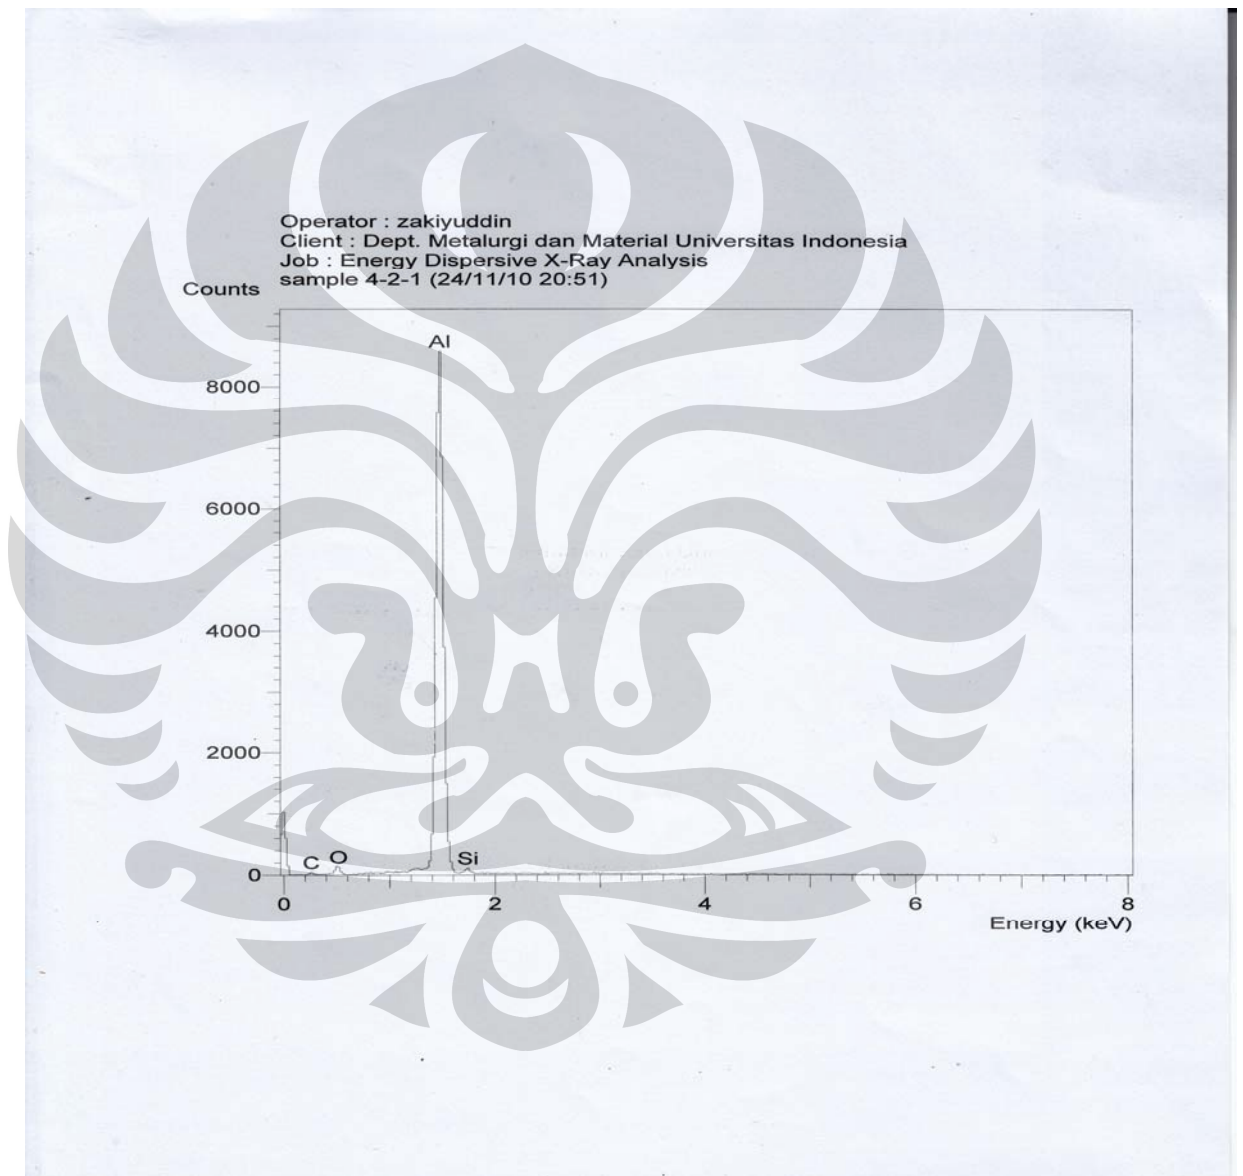 Operator : zakiyuddin
Client : Dept. Metalurgi dan Material Universitas Indonesia
Job : Energy Dispersive X-Ray Analysis
sample 4-2-1 (24/11/10 20:51)
Counts
Al
8000
6000
4000
2000
C O Si
0
0 2 4 6 8
Energy (keV)